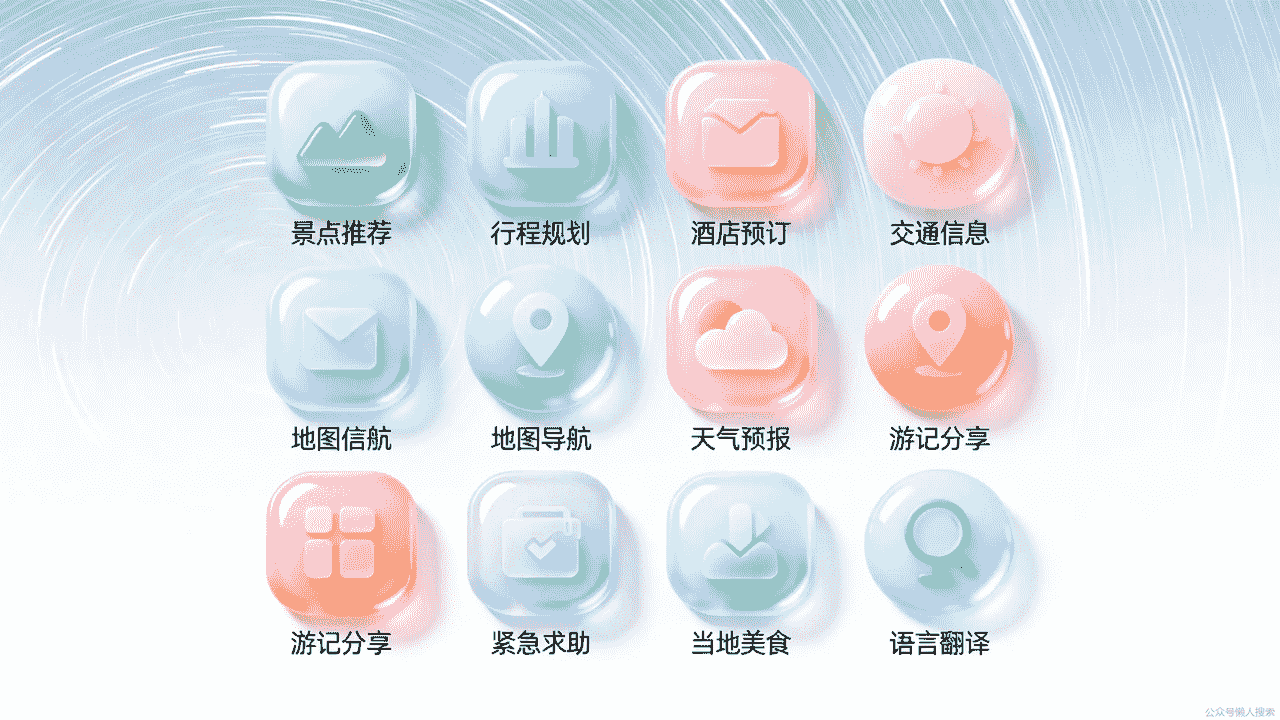 景点推荐
行程规划
酒店预订
交通信息
地图信航
地图导航
天气预报
游记分享
游记分享
紧急求助
当地美食
语言翻译
公众号懒人搜索